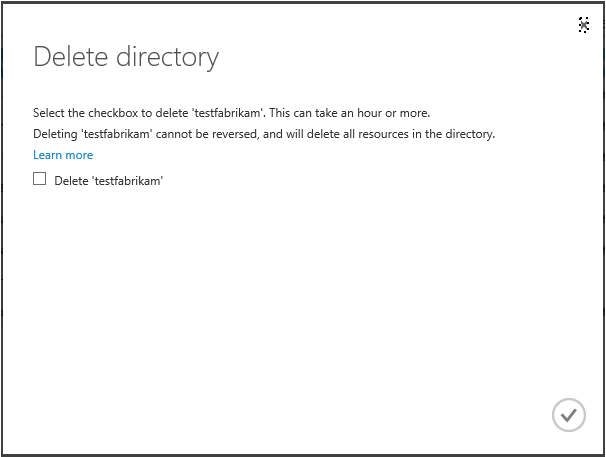 Delete directory
Select the checkbox to delete 'testfabrikam'. This can take an hour or more.
Deleting 'testfabrikam' cannot be reversed, and will delete all resources in the directory.
Learn more
Delete 'testfabrikam'